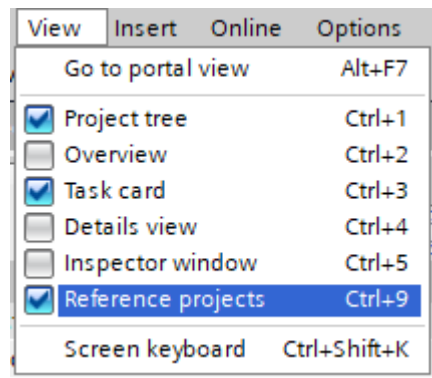 View Insert Online Options
Go to portal view Alt+F7
Project tree Ctrl+1
Overview Ctrl+2
Task card Ctrl+3
Details view Ctrl+4
Inspector window Ctrl+5
Reference projects Ctrl+9
Screen keyboard Ctrl+Shift+K